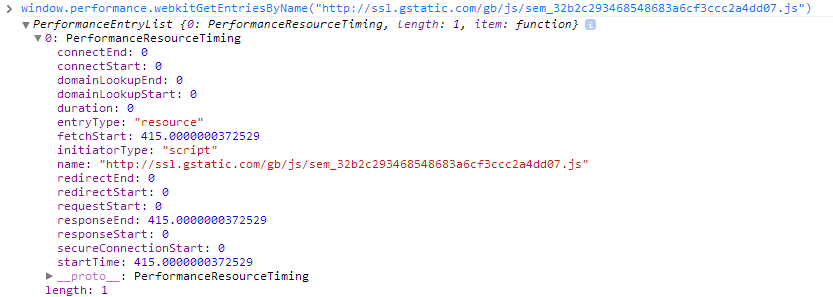 > window.performance.webkitGetEntriesByName("http://ssl.gstatic.com/gb/js/sem_32b2c293468548683a6cf3ccc2a4dd07.js")
▼PerformanceEntryList {0: PerformanceResourceTiming, length: 1, item: function} i
▼0: PerformanceResourceTiming
connectEnd: 0
connectStart: 0
domainLookupEnd: 0
domainLookupStart: 0
duration: 0
entryType: "resource"
fetchStart: 415.0000000372529
initiatorType: "script"
name: "http://ssl.gstatic.com/gb/js/sem_32b2c293468548683a6cf3ccc2a4dd07.js"
redirectEnd: 0
redirectStart: 0
requestStart: 0
responseEnd: 415.0000000372529
responseStart: 0
secureConnectionStart: 0
startTime: 415.0000000372529
▶__proto__: PerformanceResourceTiming
length: 1